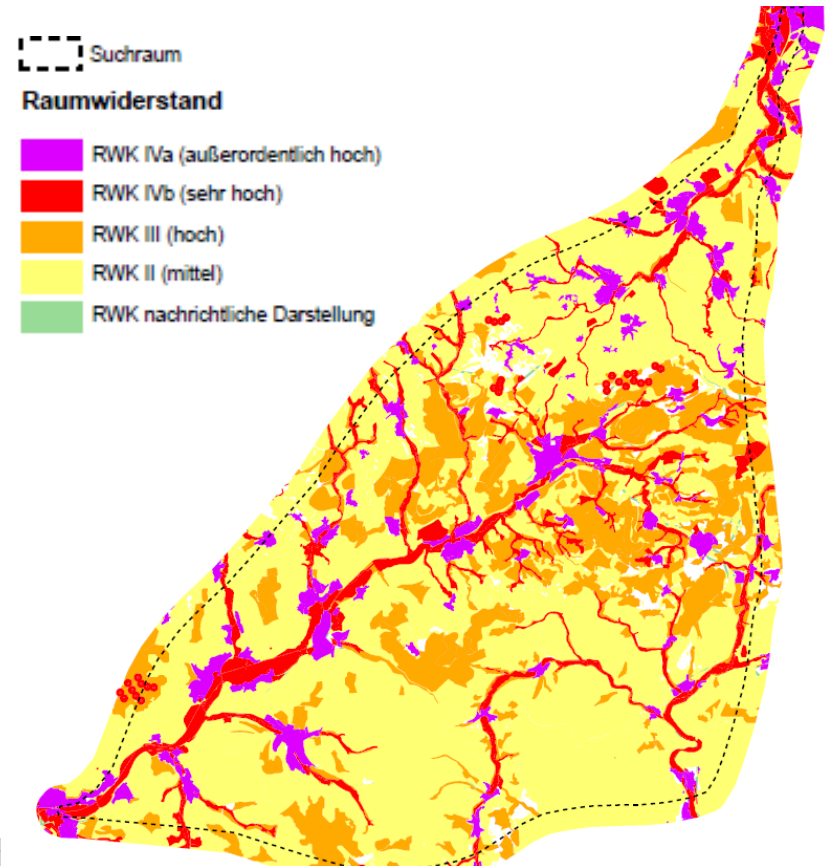 Suchraum
Raumwiderstand
RWK IVa (außerordentlich hoch)
RWK IVb (sehr hoch)
RWK III (hoch)
RWK II (mittel)
RWK nachrichtliche Darstellung